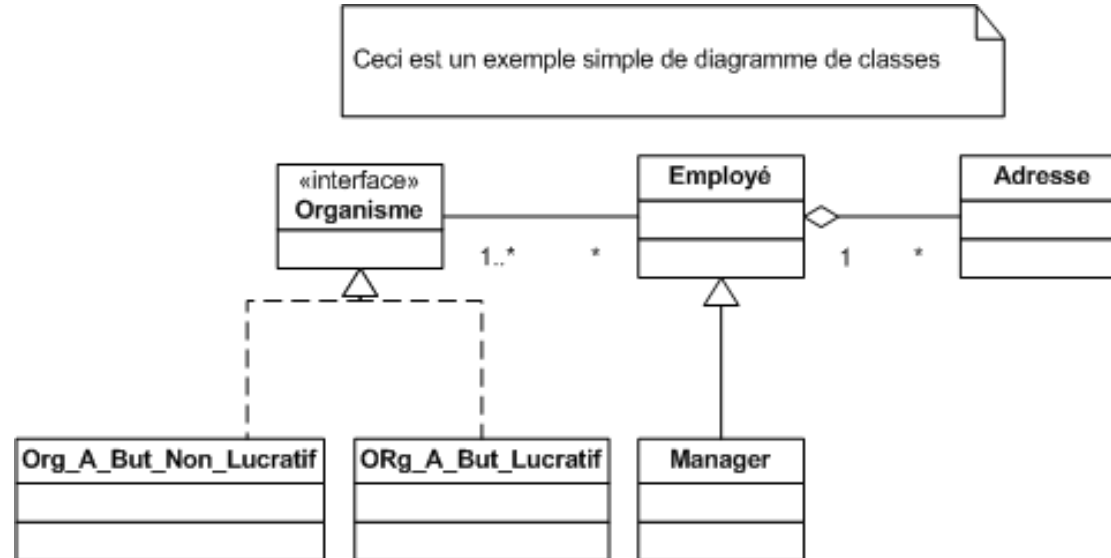 Ceci est un exemple simple de diagramme de classes
«interface»
Organisme
Employé
Adresse
1..*
*
1
*
Org_A_But_Non_Lucratif
ORg_A_But_Lucratif
Manager